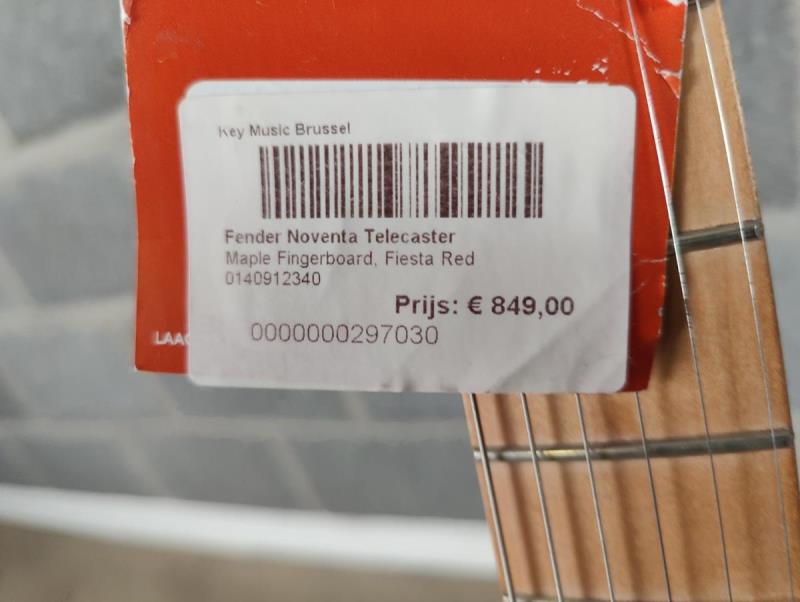 Key Music Brussel
Fender Noventa Telecaster
Maple Fingerboard, Fiesta Red
0140912340
Prijs: € 849,00
0000000297030